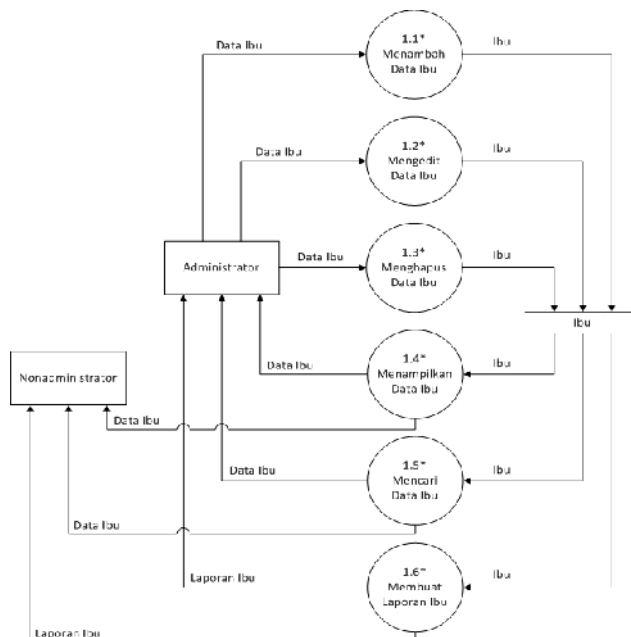 1.1*
Menambah
Data Ibu
Data Ibu
Ibu
1.2*
Mengedit
Data Ibu
Data Ibu
Ibu
Administrator
Data Ibu
1.3*
Menghapus
Data Ibu
Ibu
Ibu
Nonadministrator
Data Ibu
1.4*
Menampilkan
Data Ibu
Ibu
Data Ibu
Data Ibu
1.5*
Mencari
Data Ibu
Ibu
Data Ibu
Laporan Ibu
1.6*
Membuat
Laporan Ibu
Ibu
Laporan Ibu